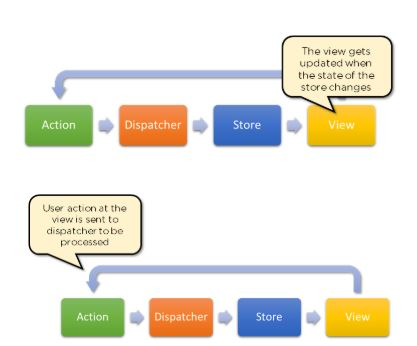 The view gets
updated when
the state of the
store changes
Action
Dispatcher
Store
View
User action at the
view is sent to
dispatcher to be
processed
Action
Dispatcher
Store
View